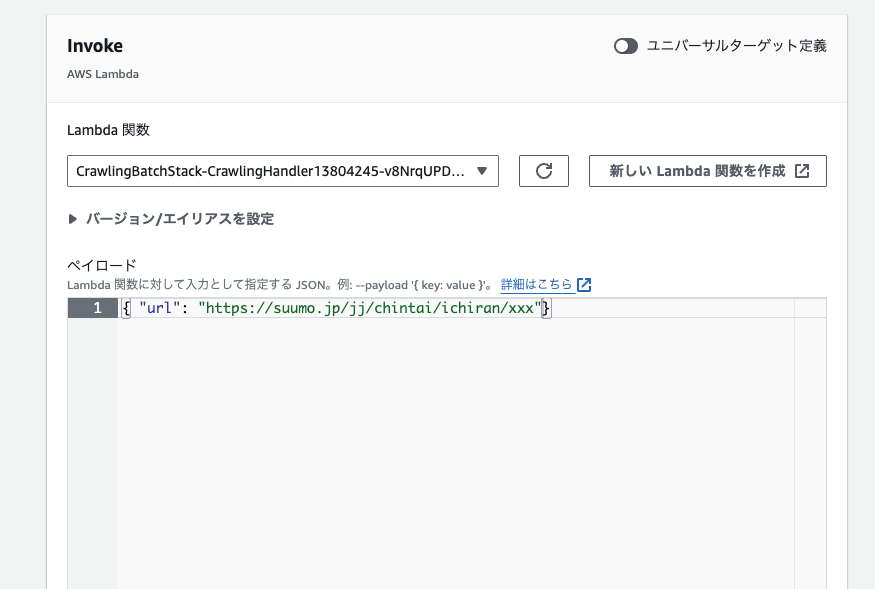 Invoke
ユニバーサルターゲット定義
AWS Lambda
Lambda 関数
CrawlingBatchStack-CrawlingHandler13804245-v8NrqUPD...
新しい Lambda 関数を作成
バージョン/エイリアスを設定
ペイロード
Lambda 関数に対して入力として指定する JSON。例: --payload '{ key: value }'。 詳細はこちら
1
{ "url": "https://suumo.jp/jj/chintai/ichiran/xxx"}